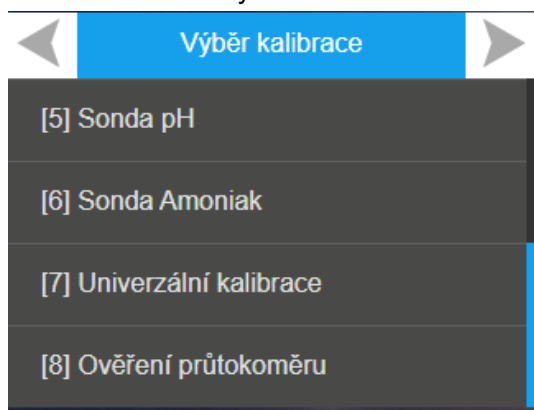 Výběr kalibrace
[5] Sonda pH
[6] Sonda Amoniak
[7] Univerzální kalibrace
[8] Ověření průtokoměru